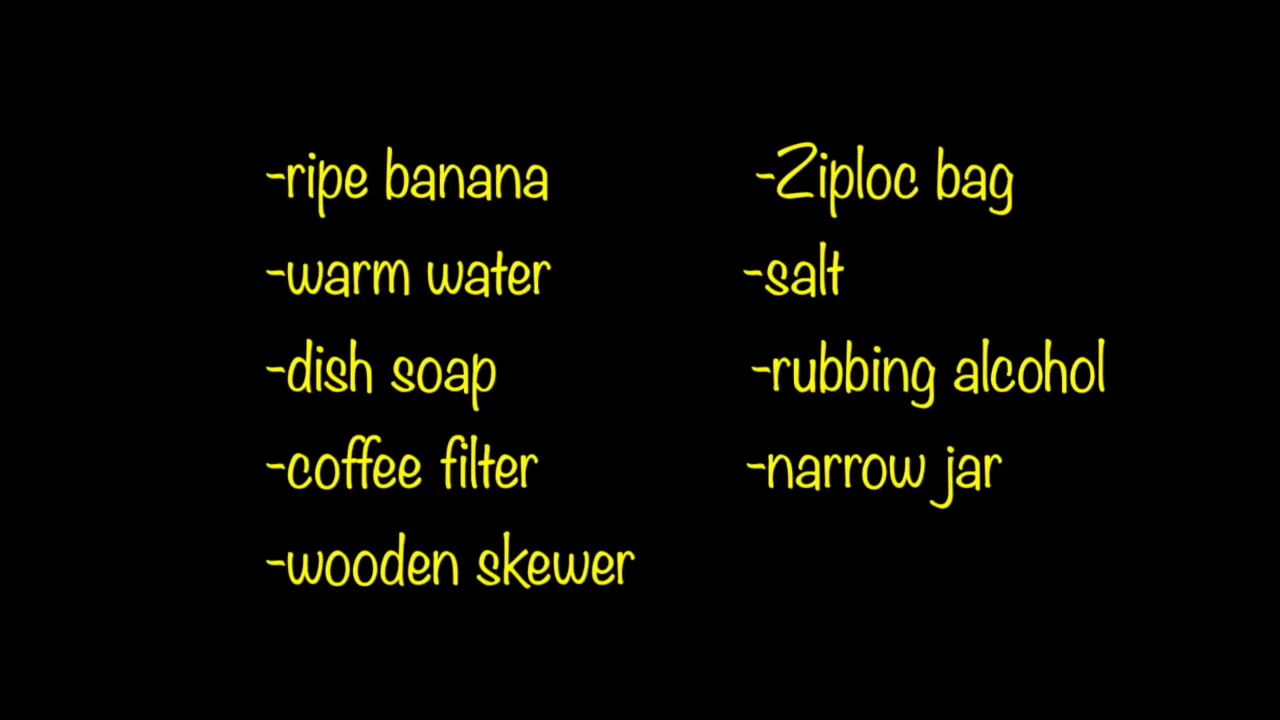 -ripe banana
-warm water
-dish soap
-coffee filter
-wooden skewer
-Ziploc bag
-salt
-rubbing alcohol
-narrow jar